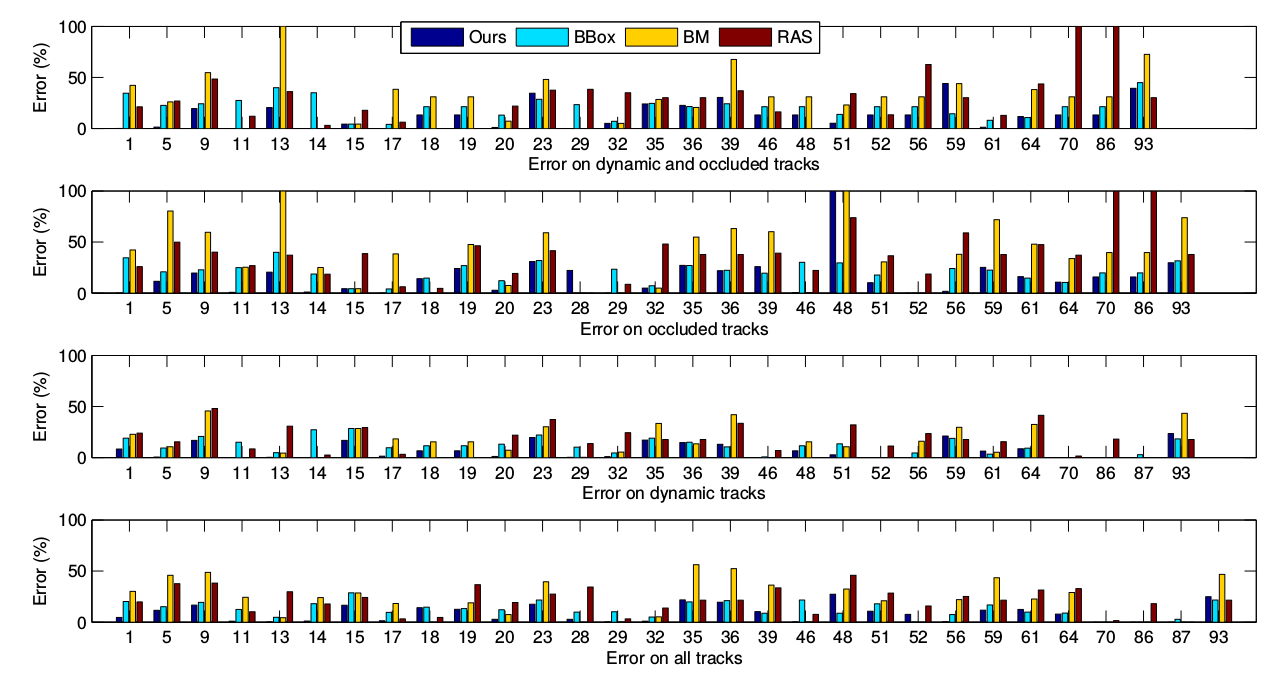 Ours BBox BM RAS
100
50
0
Error (%)
1 5 9 11 13 14 15 17 18 19 20 23 28 29 32 35 36 39 46 48 51 52 56 59 61 64 70 86 93
Error on dynamic and occluded tracks
100
50
0
Error (%)
1 5 9 11 13 14 15 17 18 19 20 23 28 29 32 35 36 39 46 48 51 52 56 59 61 64 70 86 93
Error on occluded tracks
100
50
0
Error (%)
1 5 9 11 13 14 15 17 18 19 20 23 28 29 32 35 36 39 46 48 51 52 56 59 61 64 70 86 87 93
Error on dynamic tracks
100
50
0
Error (%)
1 5 9 11 13 14 15 17 18 19 20 23 28 29 32 35 36 39 46 48 51 52 56 59 61 64 70 86 87 93
Error on all tracks